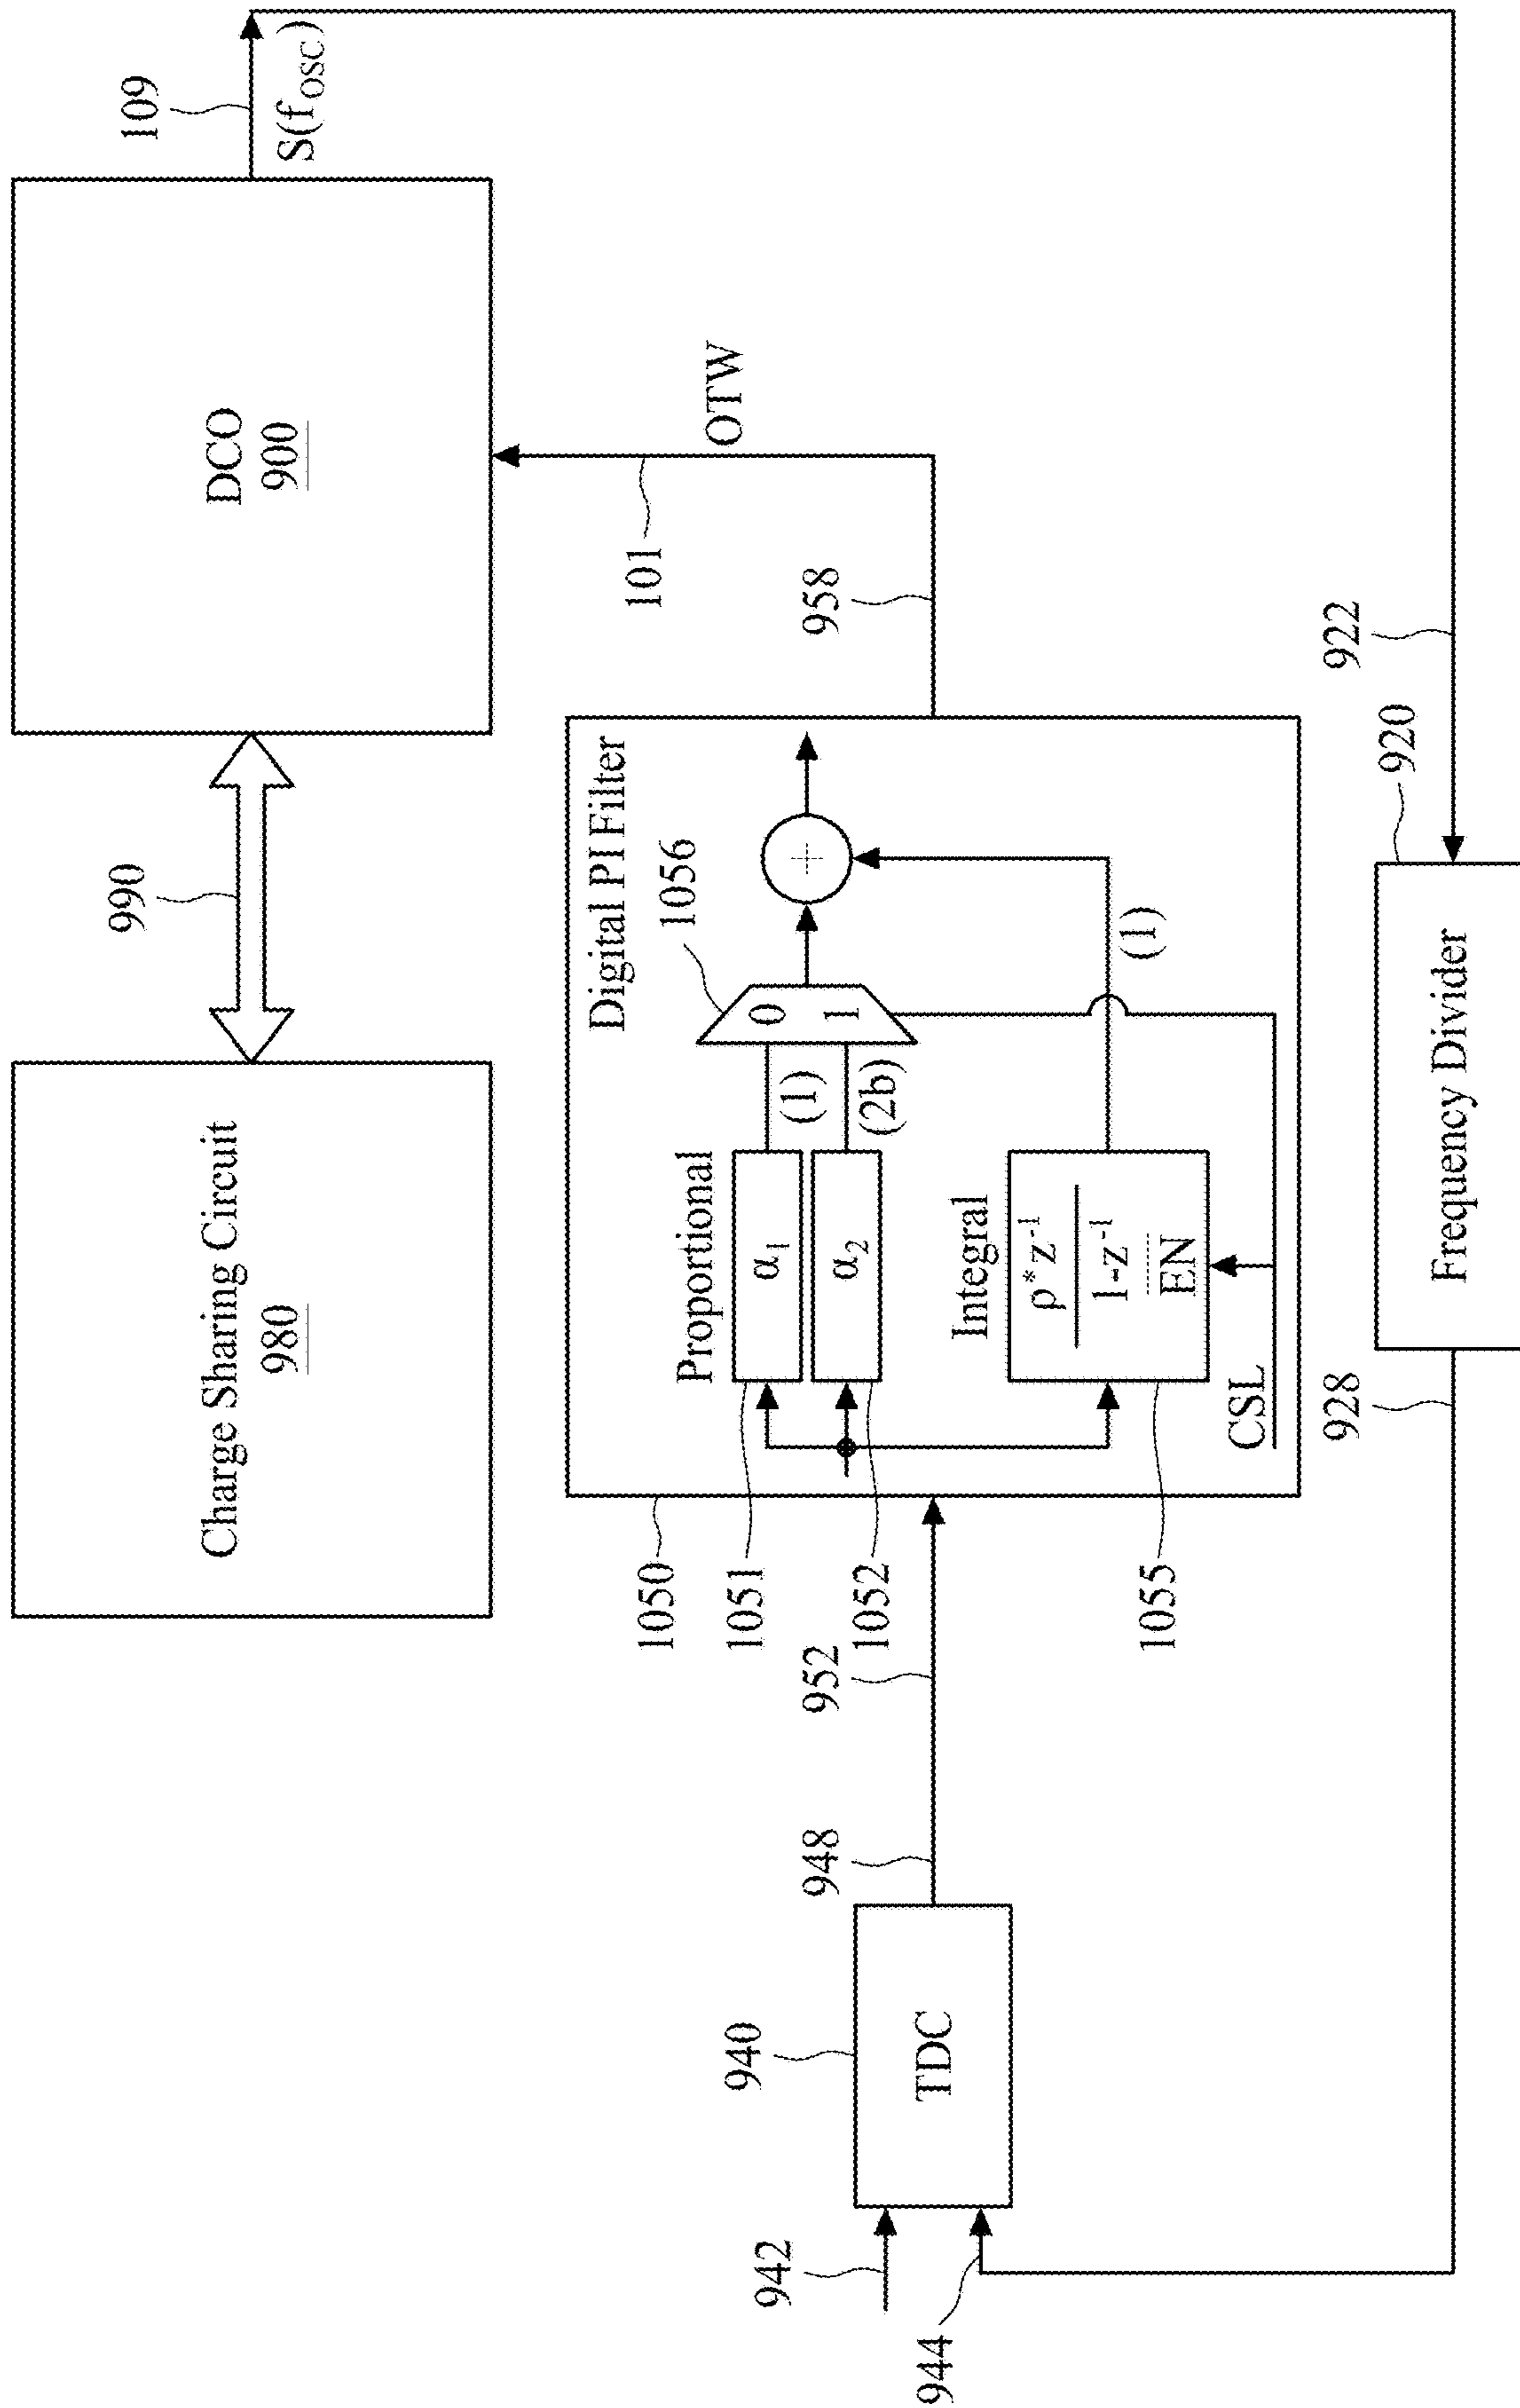 Charge Sharing Circuit
980
990
DCO
900
109
S(f_OSC)
OTW
101
958
Digital PI Filter
1056
Proportional
α₁
α₂
(1)
(2b)
0
1
+
Integral
ρ*z⁻¹
1-z⁻¹
EN
(1)
CSL
1050
1051
1052
1055
952
948
940
TDC
942
944
928
Frequency Divider
920
922